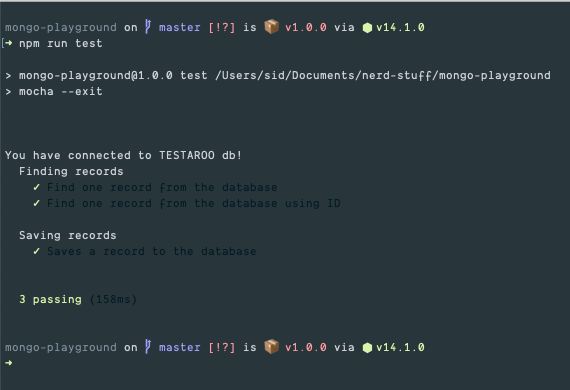 mongo-playground on master [!?] is 📦 v1.0.0 via ⬢ v14.1.0
[➜ npm run test
> mongo-playground@1.0.0 test /Users/sid/Documents/nerd-stuff/mongo-playground
> mocha --exit
You have connected to TESTAROO db!
Finding records
✓ Find one record from the database
✓ Find one record from the database using ID
Saving records
✓ Saves a record to the database
3 passing (158ms)
mongo-playground on master [!?] is 📦 v1.0.0 via ⬢ v14.1.0
➜